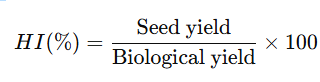 HI(%) = Seed yield / Biological yield × 100